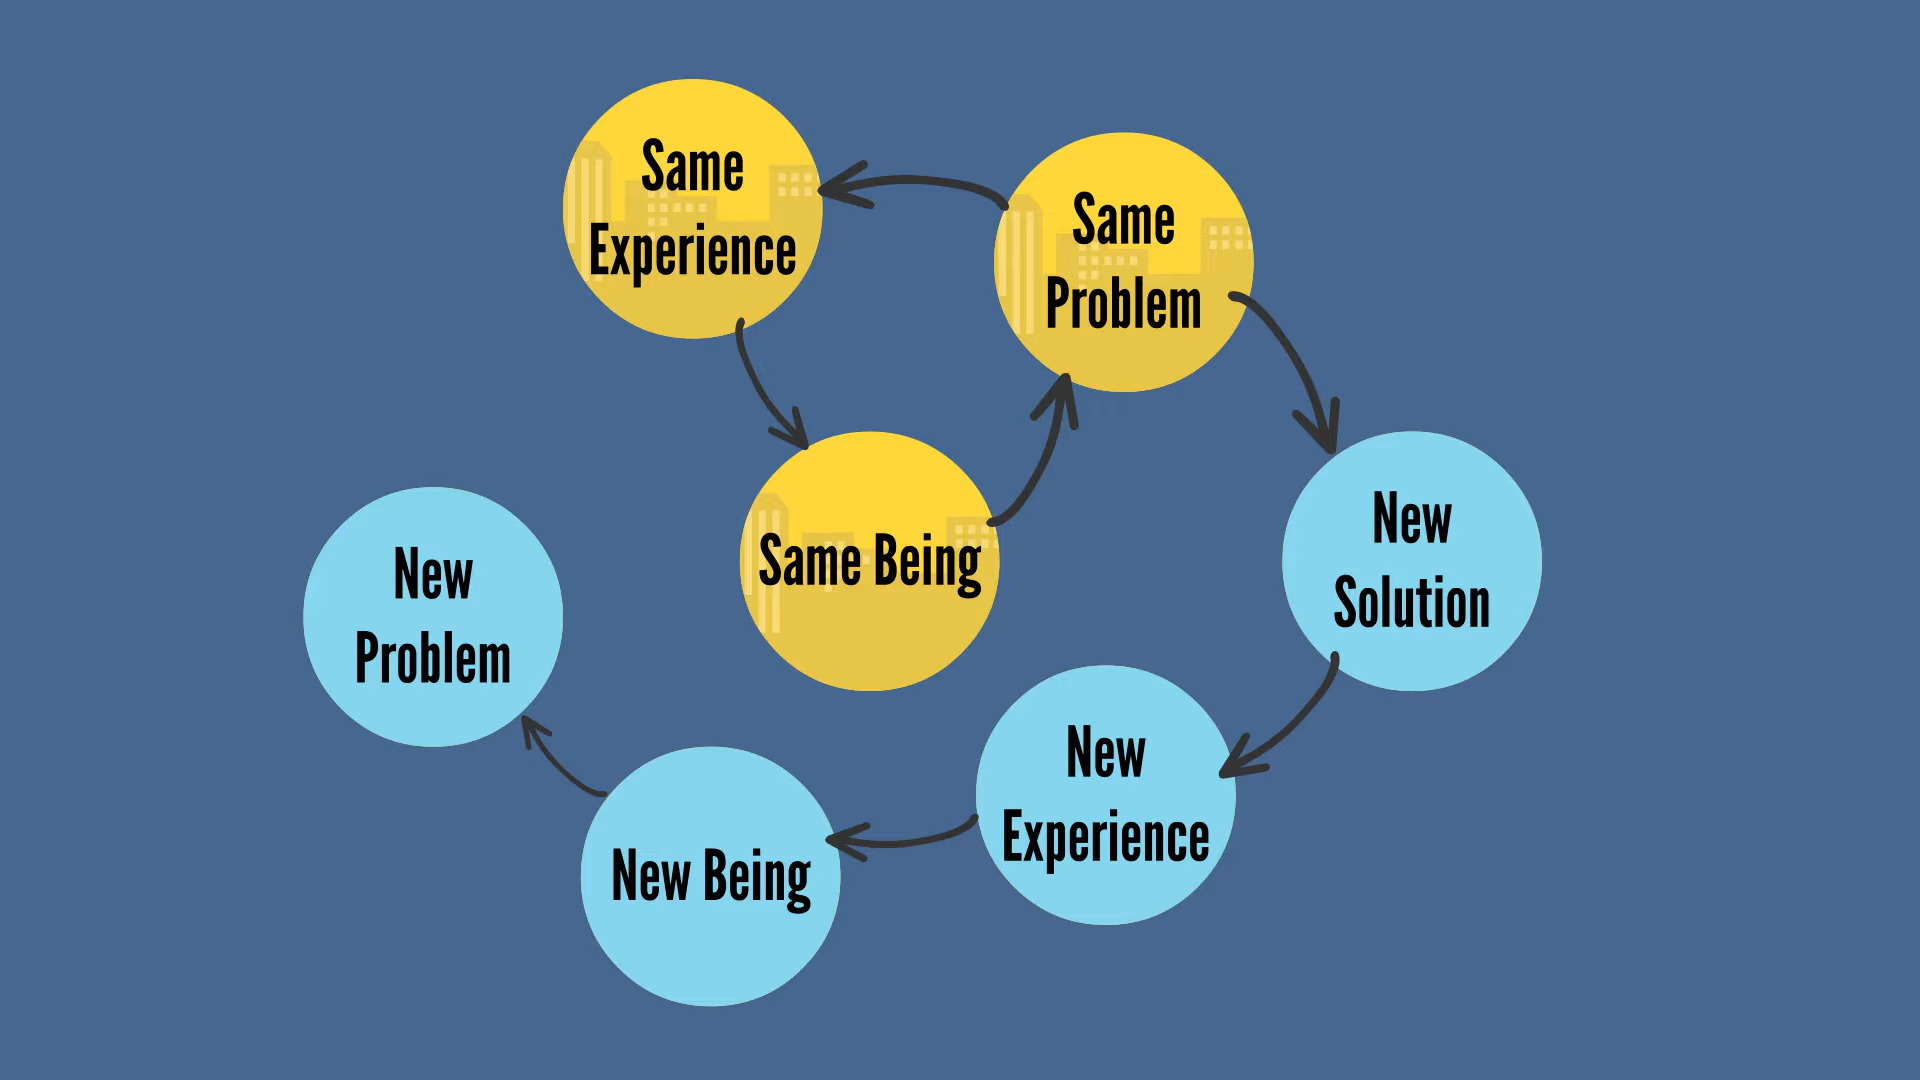 Same
Experience
Same
Problem
Same Being
New
Solution
New
Experience
New Being
New
Problem